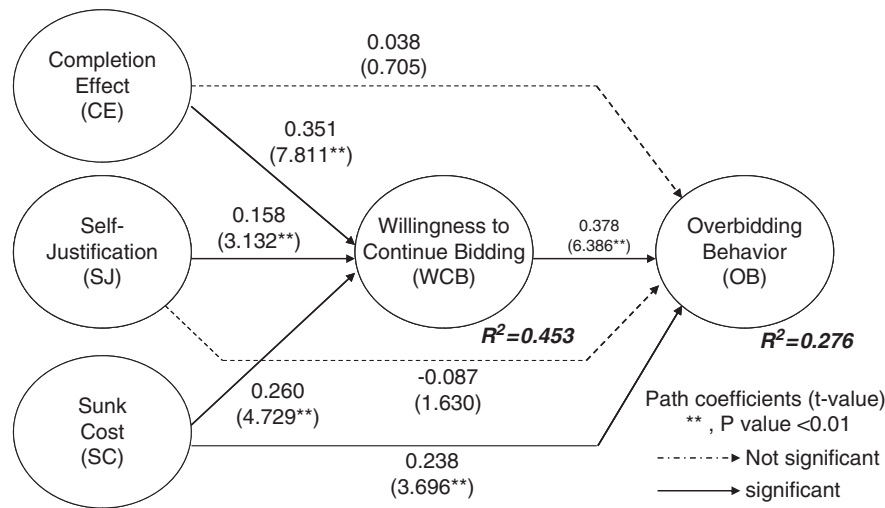 Completion
Effect
(CE)
0.038
(0.705)
0.351
(7.811**)
Self-
Justification
(SJ)
0.158
(3.132**)
Willingness to
Continue Bidding
(WCB)
0.378
(6.386**)
Overbidding
Behavior
(OB)
R²=0.453
R²=0.276
-0.087
(1.630)
Sunk
Cost
(SC)
0.260
(4.729**)
0.238
(3.696**)
Path coefficients (t-value)
** , P value <0.01
Not significant
significant